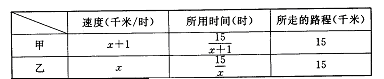 速度(千米/时) 所用时间(时) 所走的路程(千米)
甲 x+1 15/(x+1) 15
乙 x 15/x 15